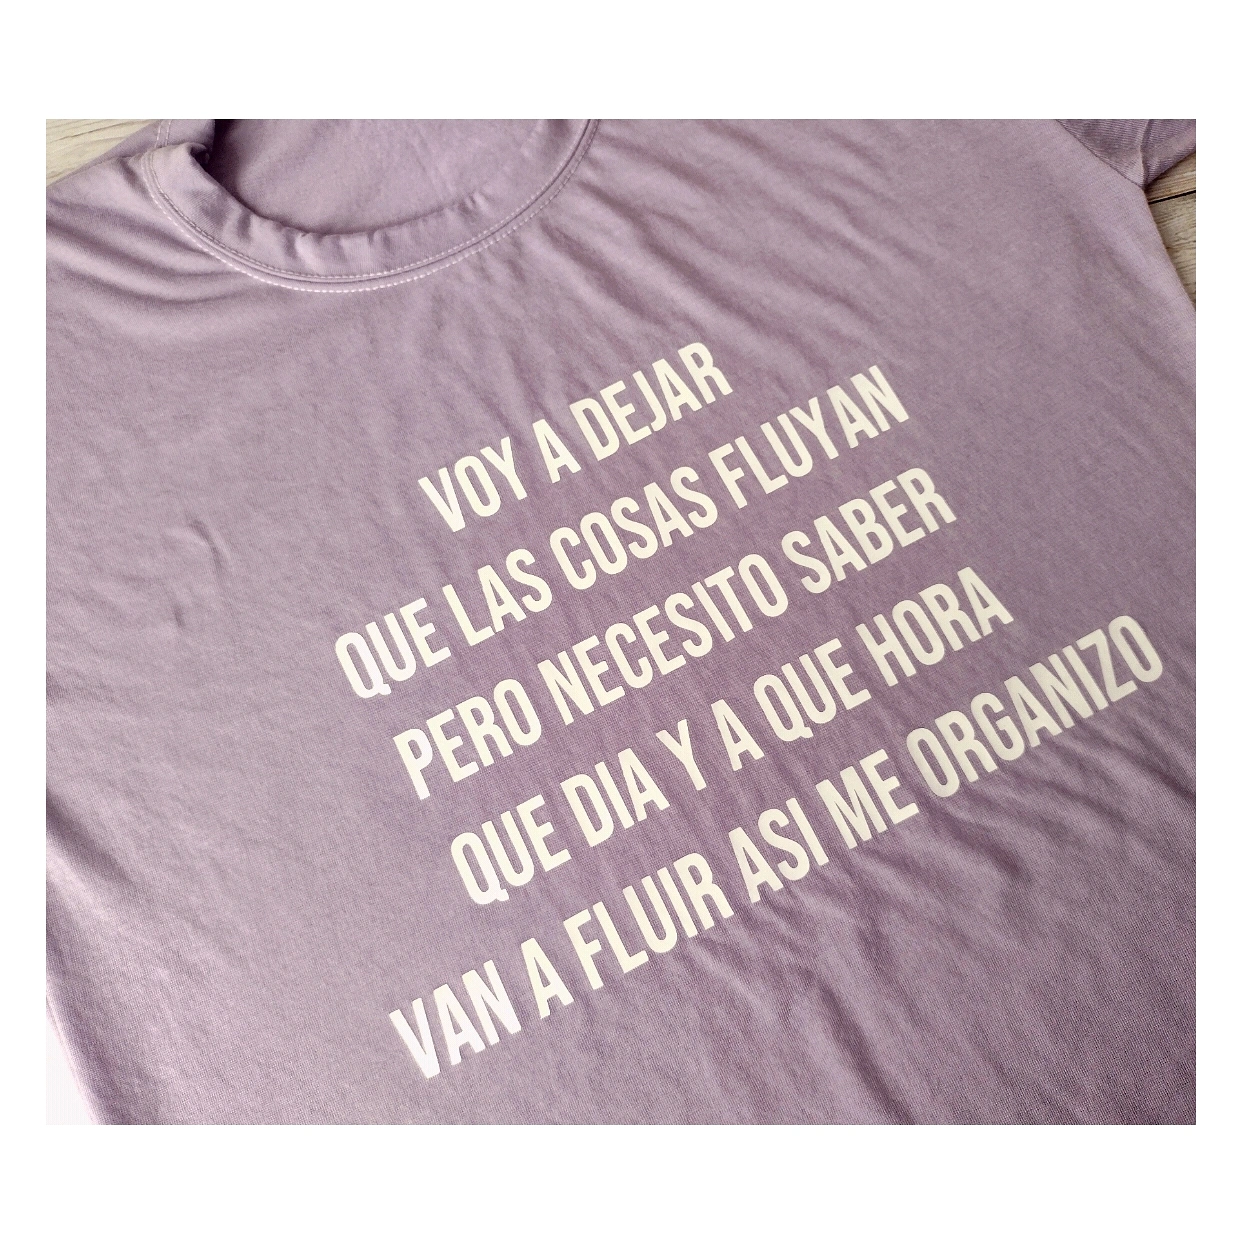 VOY A DEJAR
QUE LAS COSAS FLUYAN
PERO NECESITO SABER
QUE DIA Y A QUE HORA
VAN A FLUIR ASI ME ORGANIZO